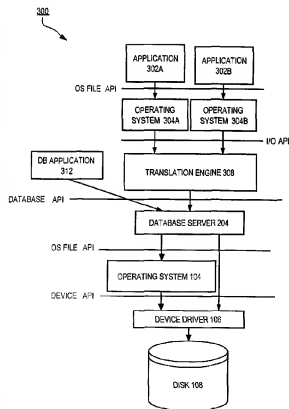 300
APPLICATION
302A
APPLICATION
302B
OS FILE API
OPERATING
SYSTEM 304A
OPERATING
SYSTEM 304B
I/O API
DB APPLICATION
312
TRANSLATION ENGINE 308
DATABASE API
DATABASE SERVER 204
OS FILE API
OPERATING SYSTEM 104
DEVICE API
DEVICE DRIVER 106
DISK 108